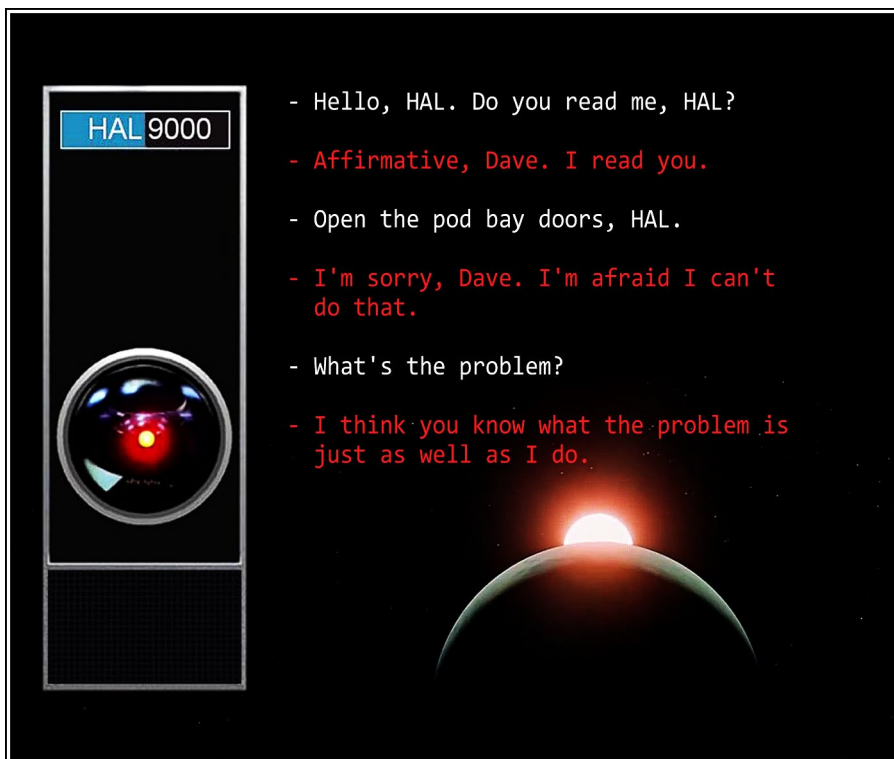 HAL 9000
- Hello, HAL. Do you read me, HAL?
- Affirmative, Dave. I read you.
- Open the pod bay doors, HAL.
- I'm sorry, Dave. I'm afraid I can't
do that.
- What's the problem?
- I think you know what the problem is
just as well as I do.